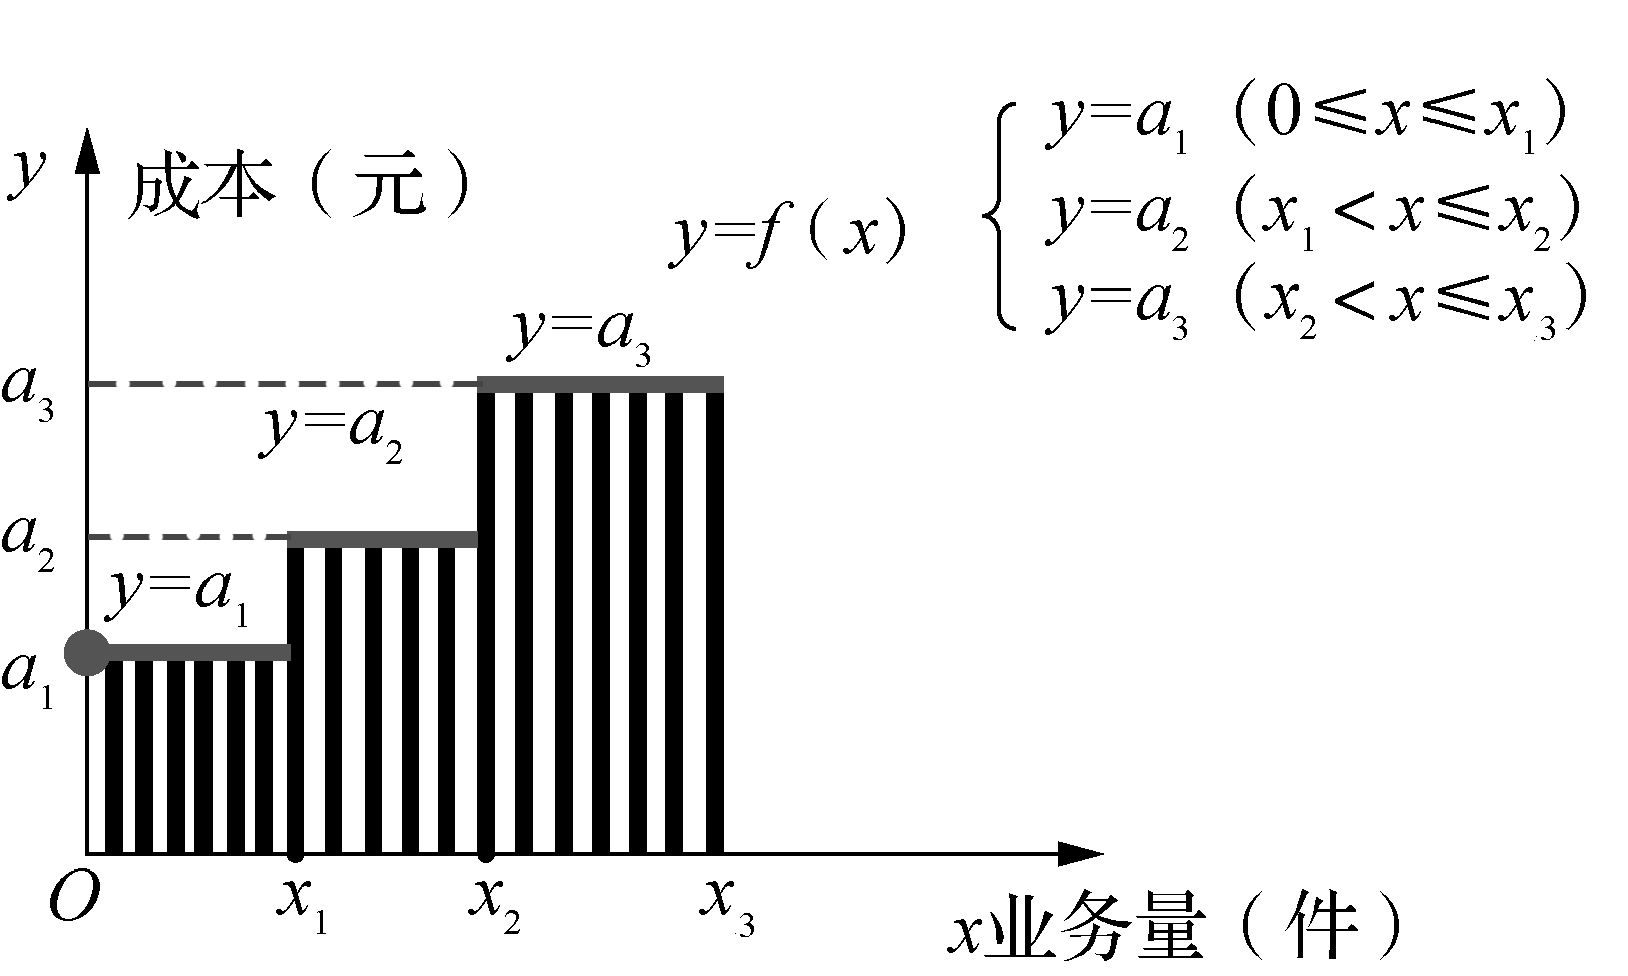 y 成本（元）
y=f（x）
y=a₁（0≤x≤x₁）
y=a₂（x₁＜x≤x₂）
y=a₃（x₂＜x≤x₃）
y=a₃
a₃
y=a₂
a₂
y=a₁
a₁
O x₁ x₂ x₃
x业务量（件）